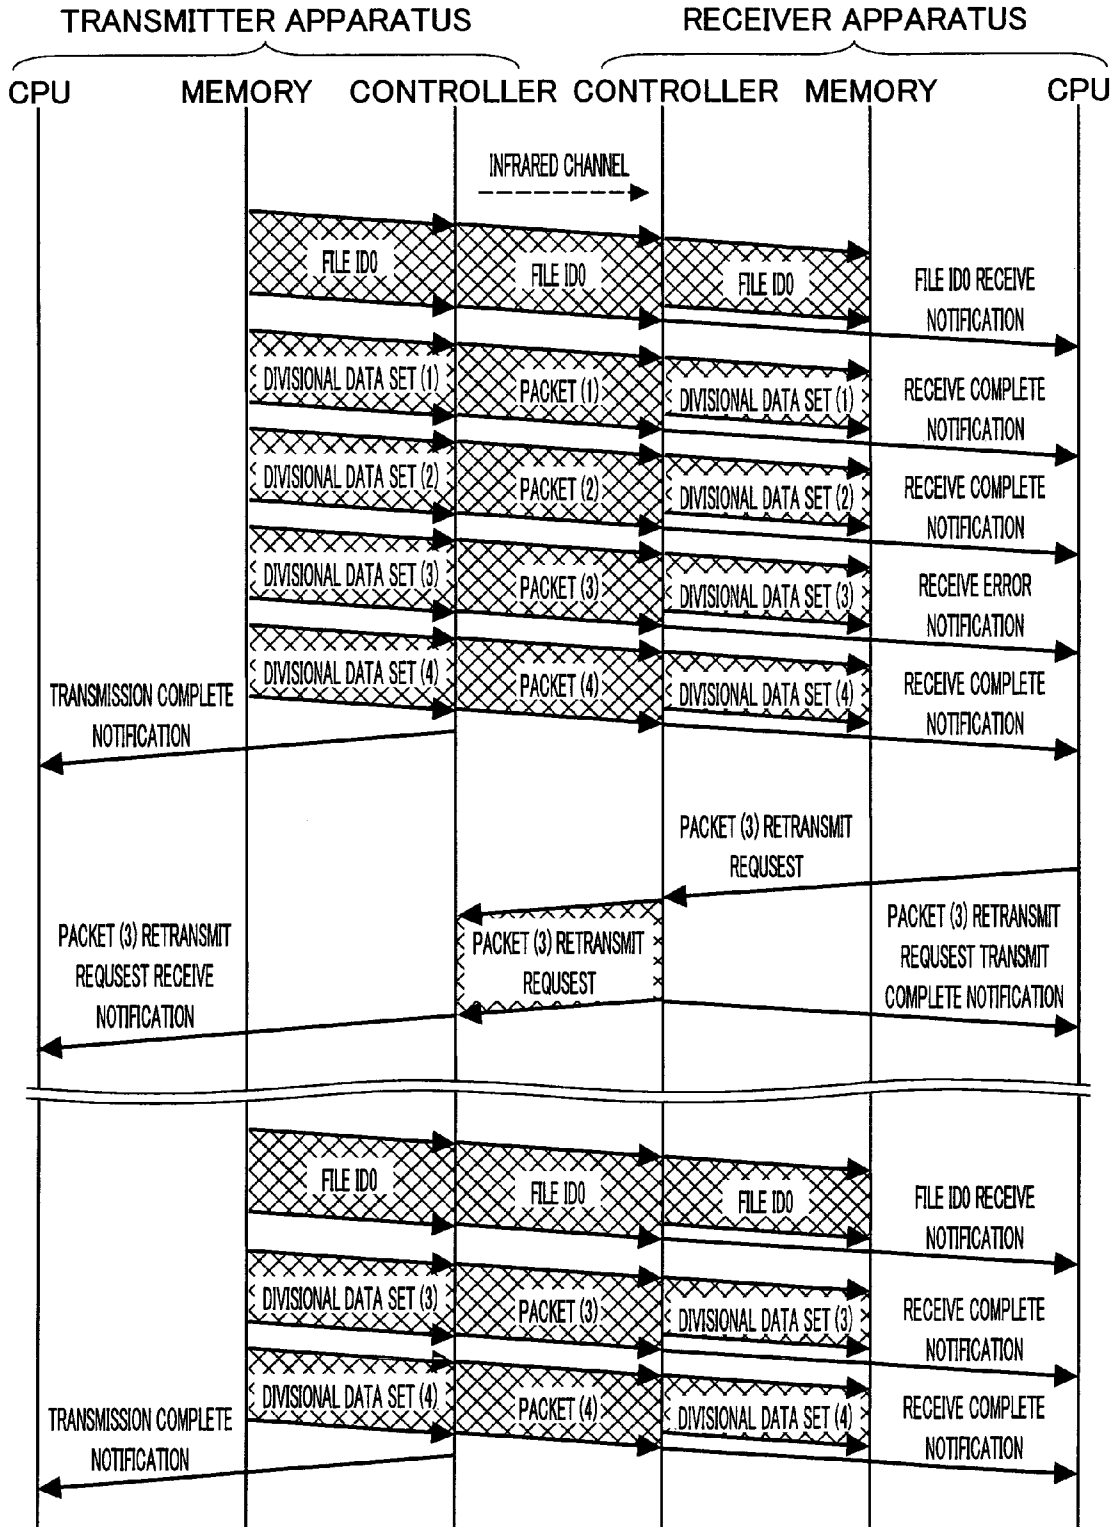 TRANSMITTER APPARATUS
RECEIVER APPARATUS
CPU MEMORY CONTROLLER CONTROLLER MEMORY CPU
INFRARED CHANNEL
FILE ID0
FILE ID0
FILE ID0
FILE ID0 RECEIVE
NOTIFICATION
DIVISIONAL DATA SET (1)
PACKET (1)
DIVISIONAL DATA SET (1)
RECEIVE COMPLETE
NOTIFICATION
DIVISIONAL DATA SET (2)
PACKET (2)
DIVISIONAL DATA SET (2)
RECEIVE COMPLETE
NOTIFICATION
DIVISIONAL DATA SET (3)
PACKET (3)
DIVISIONAL DATA SET (3)
RECEIVE ERROR
NOTIFICATION
DIVISIONAL DATA SET (4)
PACKET (4)
DIVISIONAL DATA SET (4)
RECEIVE COMPLETE
NOTIFICATION
TRANSMISSION COMPLETE
NOTIFICATION
PACKET (3) RETRANSMIT
REQUSEST
PACKET (3) RETRANSMIT
REQUSEST RECEIVE
NOTIFICATION
PACKET (3) RETRANSMIT
REQUSEST
PACKET (3) RETRANSMIT
REQUSEST TRANSMIT
COMPLETE NOTIFICATION
FILE ID0
FILE ID0
FILE ID0
FILE ID0 RECEIVE
NOTIFICATION
DIVISIONAL DATA SET (3)
PACKET (3)
DIVISIONAL DATA SET (3)
RECEIVE COMPLETE
NOTIFICATION
DIVISIONAL DATA SET (4)
PACKET (4)
DIVISIONAL DATA SET (4)
RECEIVE COMPLETE
NOTIFICATION
TRANSMISSION COMPLETE
NOTIFICATION